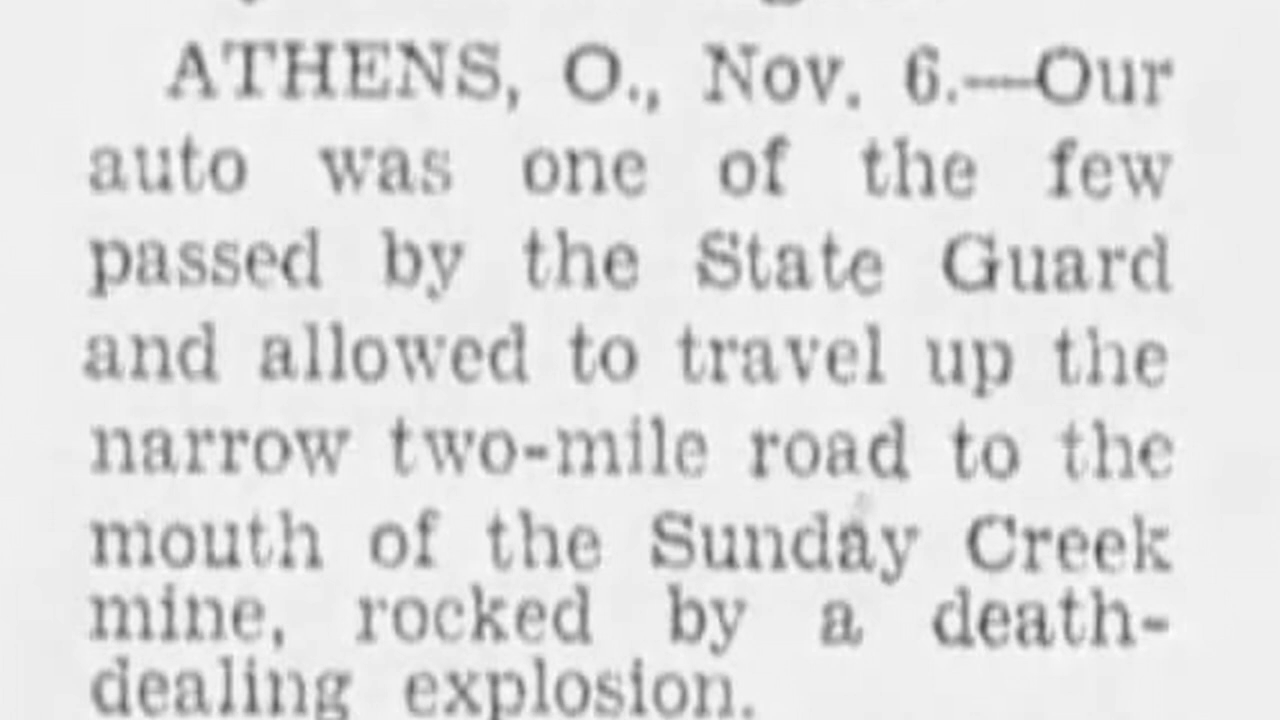 ATHENS, O., Nov. 6.—Our
auto was one of the few
passed by the State Guard
and allowed to travel up the
narrow two-mile road to the
mouth of the Sunday Creek
mine, rocked by a death-
dealing explosion.